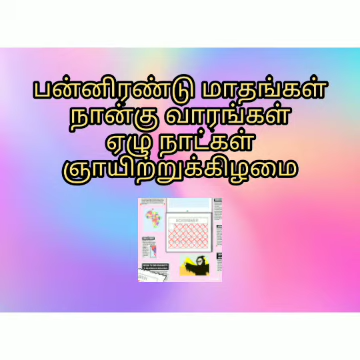 பன்னிரண்டு மாதங்கள்
நான்கு வாரங்கள்
ஏழு நாட்கள்
ஞாயிற்றுக்கிழமை